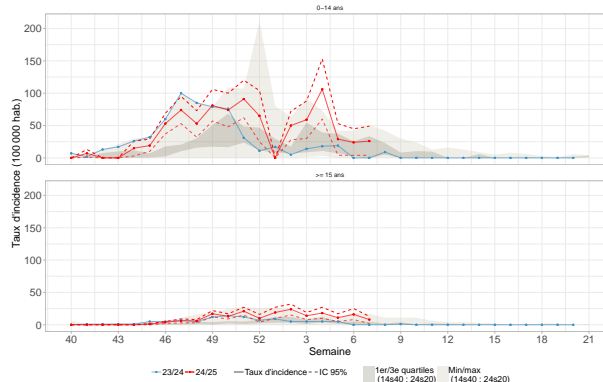 0−14 ans
200
150
100
50
0
>= 15 ans
200
150
100
50
0
Taux d'incidence (100 000 hab.)
40 43 46 49 52 3 6 9 12 15 18 21
Semaine
23/24 24/25 Taux d'incidence IC 95% 1er/3e quartiles (14s40 ; 24s20) Min/max (14s40 ; 24s20)